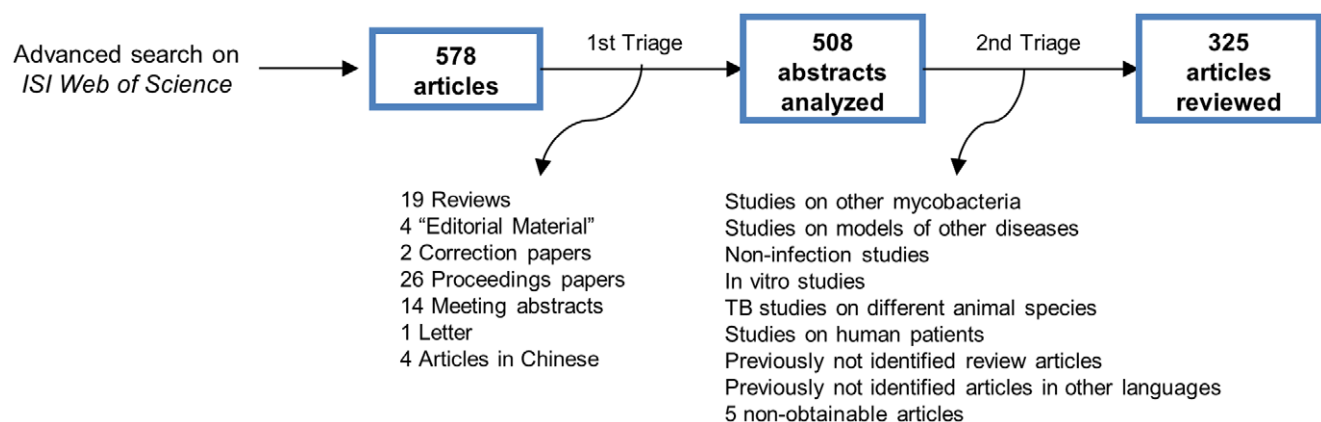 Advanced search on
ISI Web of Science
578
articles
1st Triage
508
abstracts
analyzed
2nd Triage
325
articles
reviewed
19 Reviews
4 “Editorial Material”
2 Correction papers
26 Proceedings papers
14 Meeting abstracts
1 Letter
4 Articles in Chinese
Studies on other mycobacteria
Studies on models of other diseases
Non-infection studies
In vitro studies
TB studies on different animal species
Studies on human patients
Previously not identified review articles
Previously not identified articles in other languages
5 non-obtainable articles